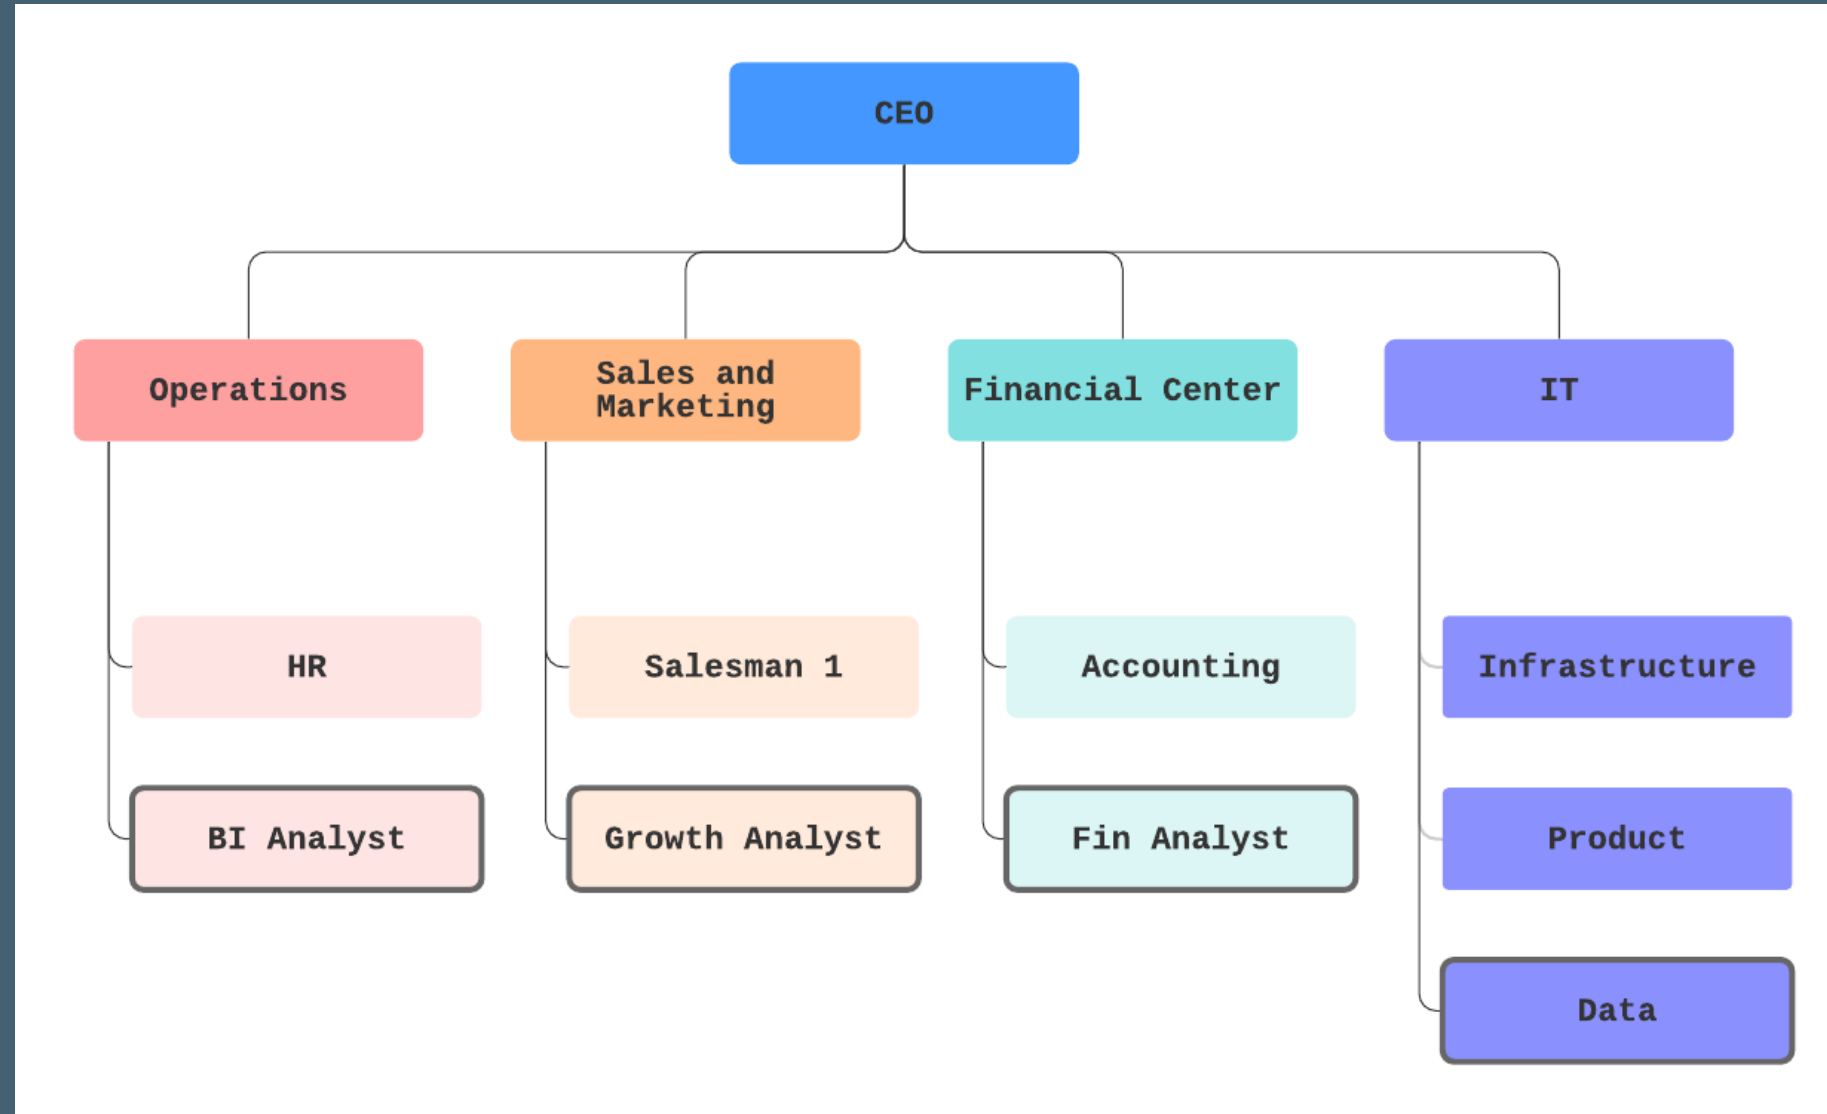 CEO
Operations
Sales and
Marketing
Financial Center
IT
HR
Salesman 1
Accounting
Infrastructure
BI Analyst
Growth Analyst
Fin Analyst
Product
Data